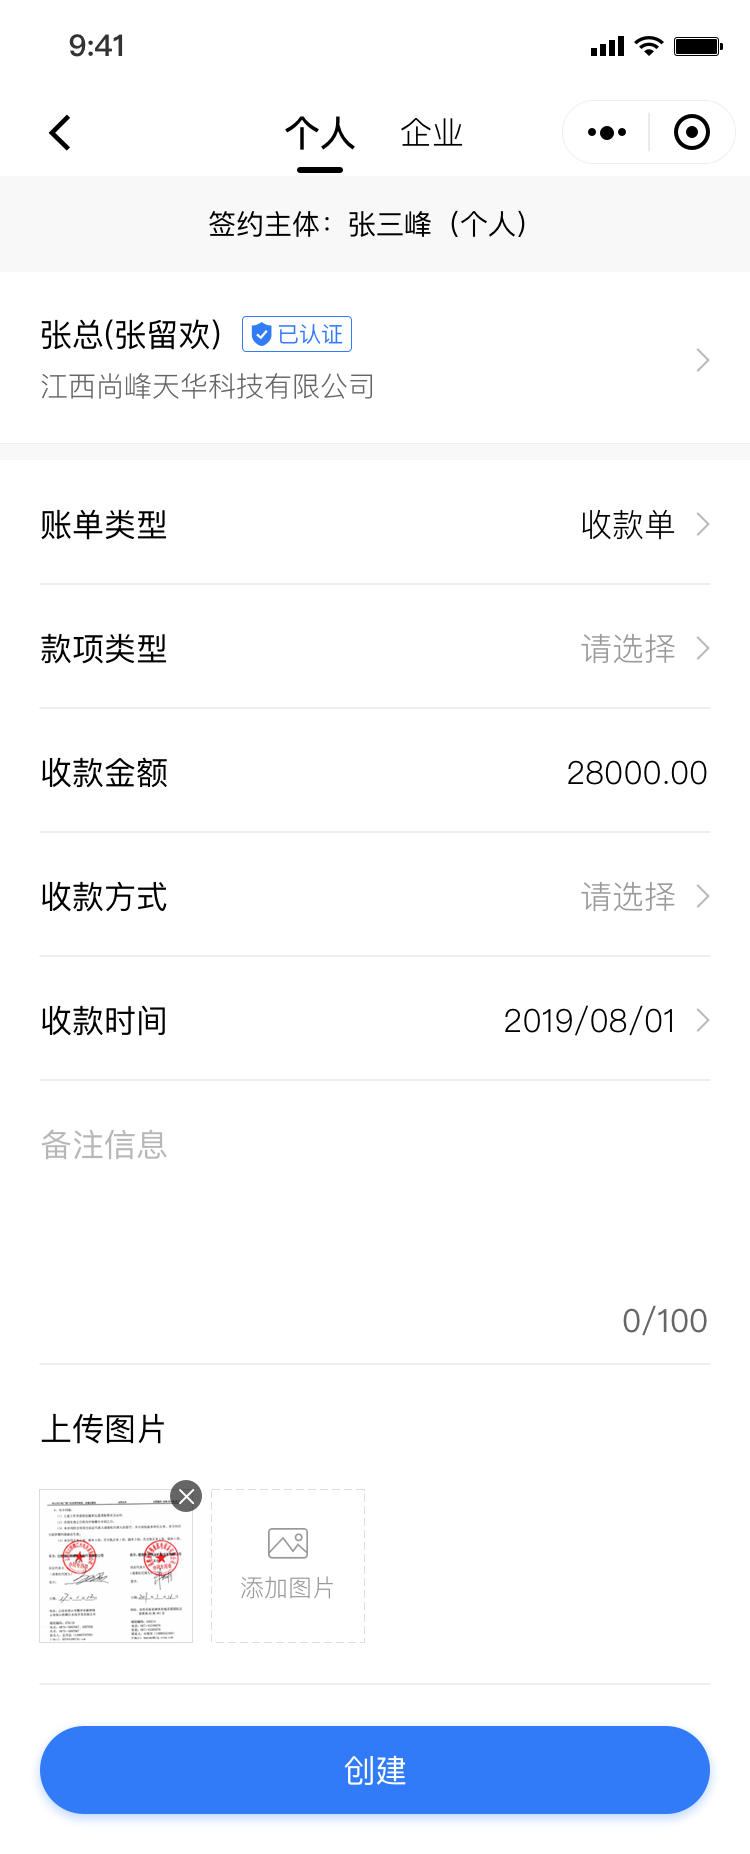 9:41
个人 企业
签约主体：张三峰（个人）
张总(张留欢) 已认证
江西尚峰天华科技有限公司
账单类型 收款单
款项类型 请选择
收款金额 28000.00
收款方式 请选择
收款时间 2019/08/01
备注信息
0/100
上传图片
添加图片
创建